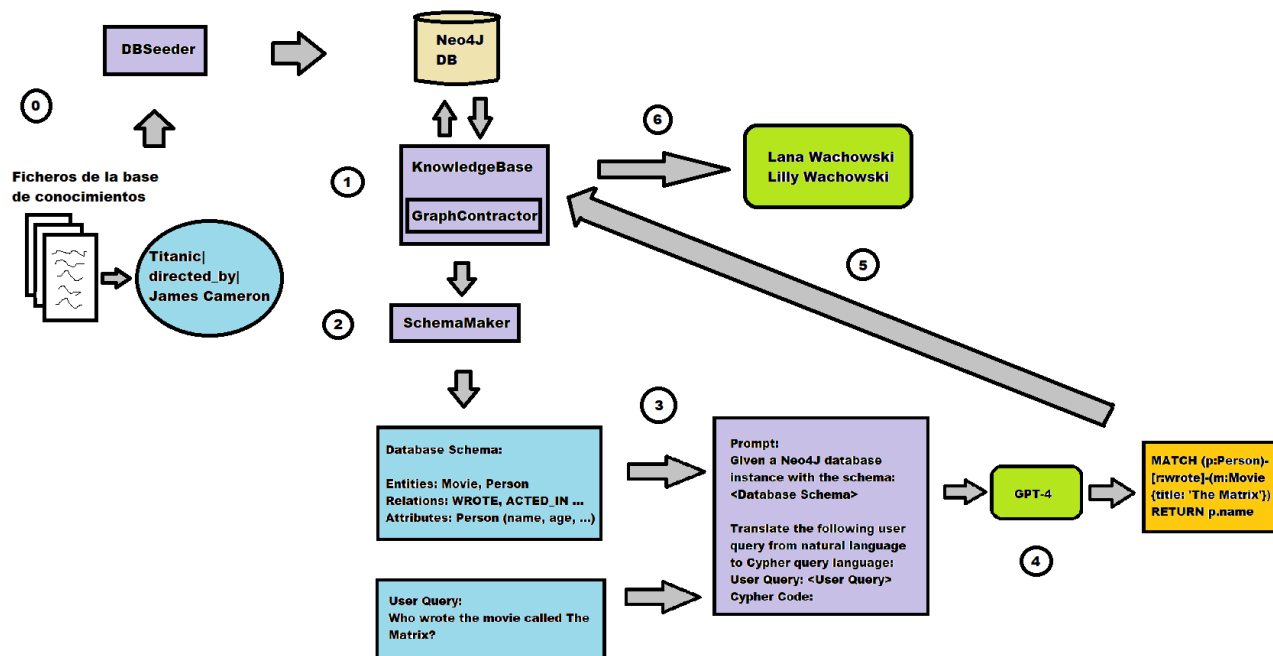 DBSeeder
Neo4J
DB
0
6
Lana Wachowski
Lilly Wachowski
1
KnowledgeBase
GraphContractor
Ficheros de la base
de conocimientos
Titanic|
directed_by|
James Cameron
5
2
SchemaMaker
3
Database Schema:
Entities: Movie, Person
Relations: WROTE, ACTED_IN ...
Attributes: Person (name, age, ...)
Prompt:
Given a Neo4J database
instance with the schema:
<Database Schema>
Translate the following user
query from natural language
to Cypher query language:
User Query: <User Query>
Cypher Code:
GPT-4
MATCH (p:Person)-
[r:wrote]-(m:Movie
{title: 'The Matrix'})
RETURN p.name
4
User Query:
Who wrote the movie called The
Matrix?